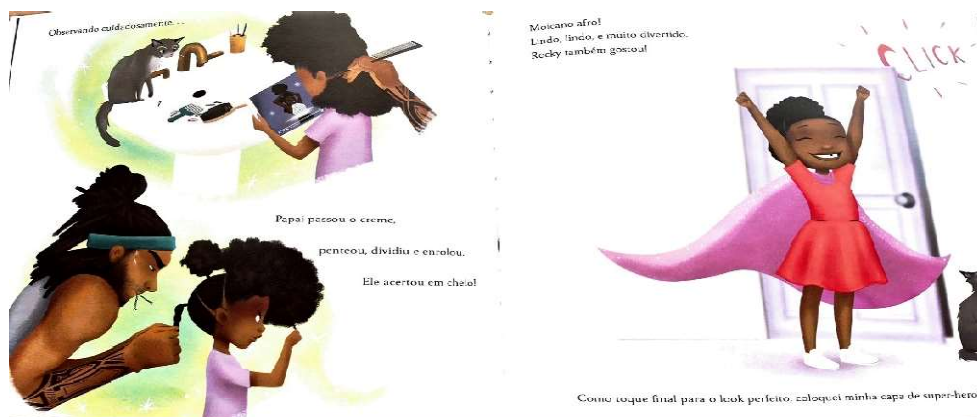 Observando cuidadosamente. . .
Papai passou o creme,
penteou, dividiu e enrolou.
Ele acertou em cheio!
Moicano afro!
Lindo, lindo, e muito divertido.
Rocky também gostou!
CLICK
Como toque final para o look perfeito, coloquei minha capa de super-hero